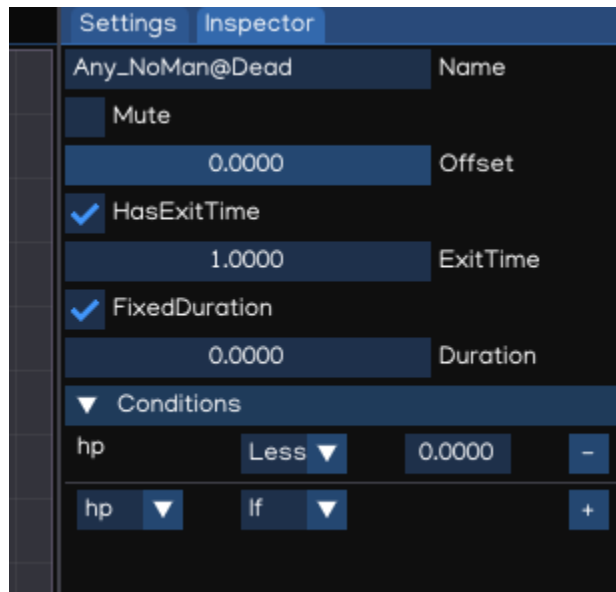 Settings Inspector
Any_NoMan@Dead Name
Mute
0.0000 Offset
HasExitTime
1.0000 ExitTime
FixedDuration
0.0000 Duration
Conditions
hp Less 0.0000 -
hp If +